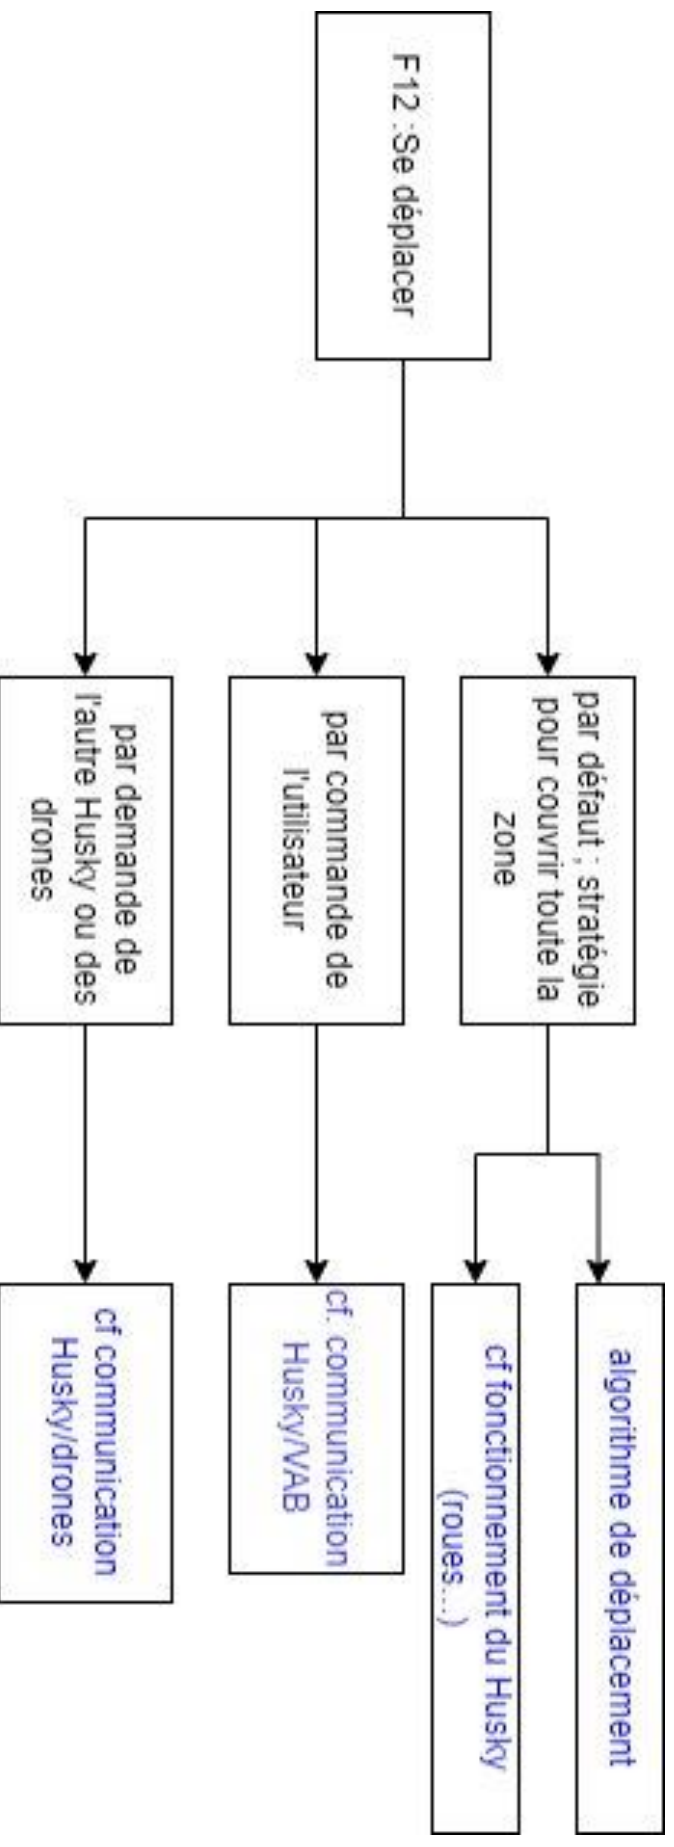 F12 :Se déplacer
par défaut ; stratégie
pour couvrir toute la
zone
algorithme de déplacement
cf fonctionnement du Husky
(roues...)
par commande de
l'utilisateur
cf. communication
Husky/VAB
par demande de
l'autre Husky ou des
drones
cf communication
Husky/drones